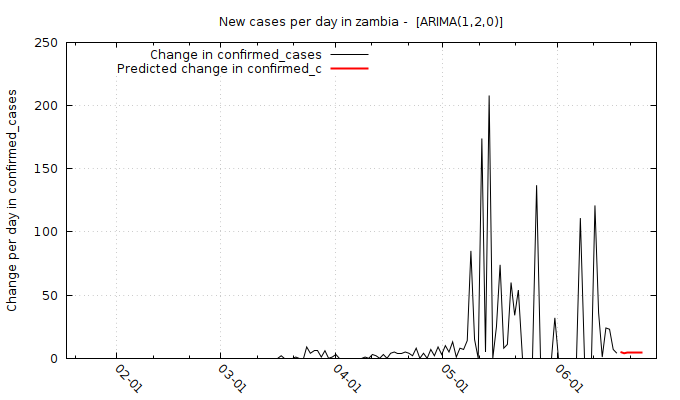 New cases per day in zambia -  [ARIMA(1,2,0)]
Change in confirmed_cases
Predicted change in confirmed_c
Change per day in confirmed_cases
250
200
150
100
50
0
02-01
03-01
04-01
05-01
06-01